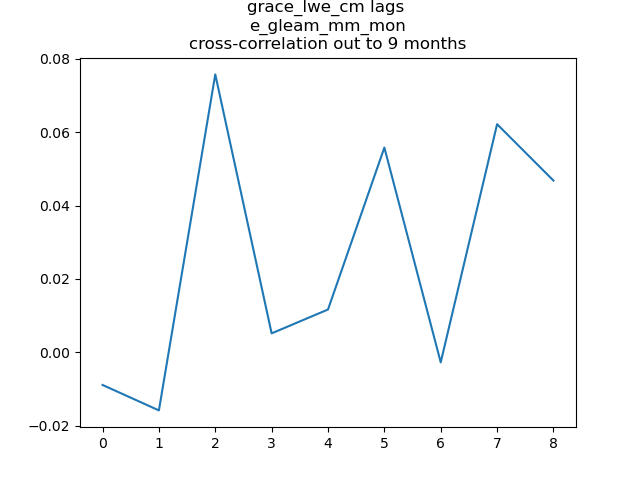 grace_lwe_cm lags
e_gleam_mm_mon
cross-correlation out to 9 months
0.08
0.06
0.04
0.02
0.00
−0.02
0 1 2 3 4 5 6 7 8